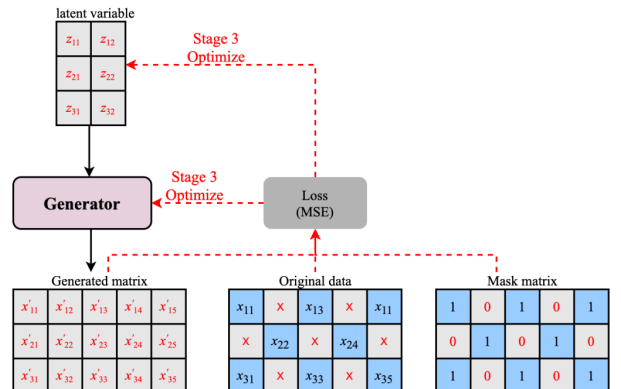 latent variable
z₁₁ z₁₂
z₂₁ z₂₂
z₃₁ z₃₂
Stage 3
Optimize
Stage 3
Optimize
Generator
Loss
(MSE)
Generated matrix
x'₁₁ x'₁₂ x'₁₃ x'₁₄ x'₁₅
x'₂₁ x'₂₂ x'₂₃ x'₂₄ x'₂₅
x'₃₁ x'₃₂ x'₃₃ x'₃₄ x'₃₅
Original data
x₁₁ x x₁₃ x x₁₁
x x₂₂ x x₂₄ x
x₃₁ x x₃₃ x x₃₅
Mask matrix
1 0 1 0 1
0 1 0 1 0
1 0 1 0 1